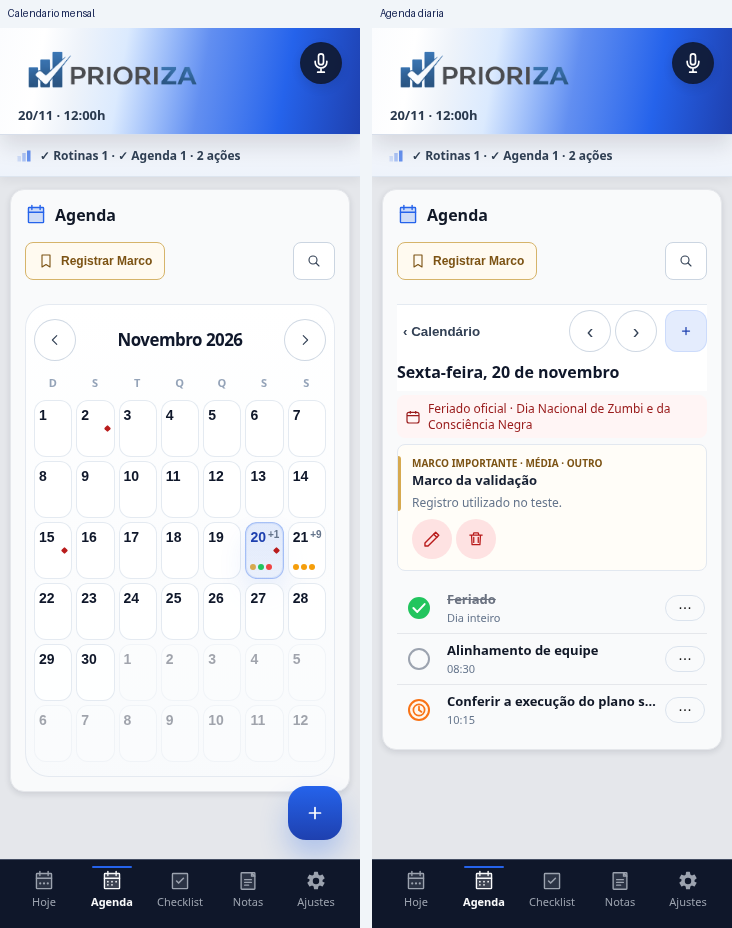 Calendario mensal
PRIORIZA
20/11 · 12:00h
✓ Rotinas 1 · ✓ Agenda 1 · 2 ações
Agenda
Registrar Marco
Novembro 2026
D S T Q Q S S
1 2 3 4 5 6 7
8 9 10 11 12 13 14
15 16 17 18 19 20 +1 21 +9
22 23 24 25 26 27 28
29 30 1 2 3 4 5
6 7 8 9 10 11 12
+
Hoje Agenda Checklist Notas Ajustes
Agenda diaria
PRIORIZA
20/11 · 12:00h
✓ Rotinas 1 · ✓ Agenda 1 · 2 ações
Agenda
Registrar Marco
‹ Calendário ‹ › +
Sexta-feira, 20 de novembro
Feriado oficial · Dia Nacional de Zumbi e da
Consciência Negra
MARCO IMPORTANTE · MÉDIA · OUTRO
Marco da validação
Registro utilizado no teste.
Feriado
Dia inteiro
Alinhamento de equipe
08:30
Conferir a execução do plano s...
10:15
Hoje Agenda Checklist Notas Ajustes